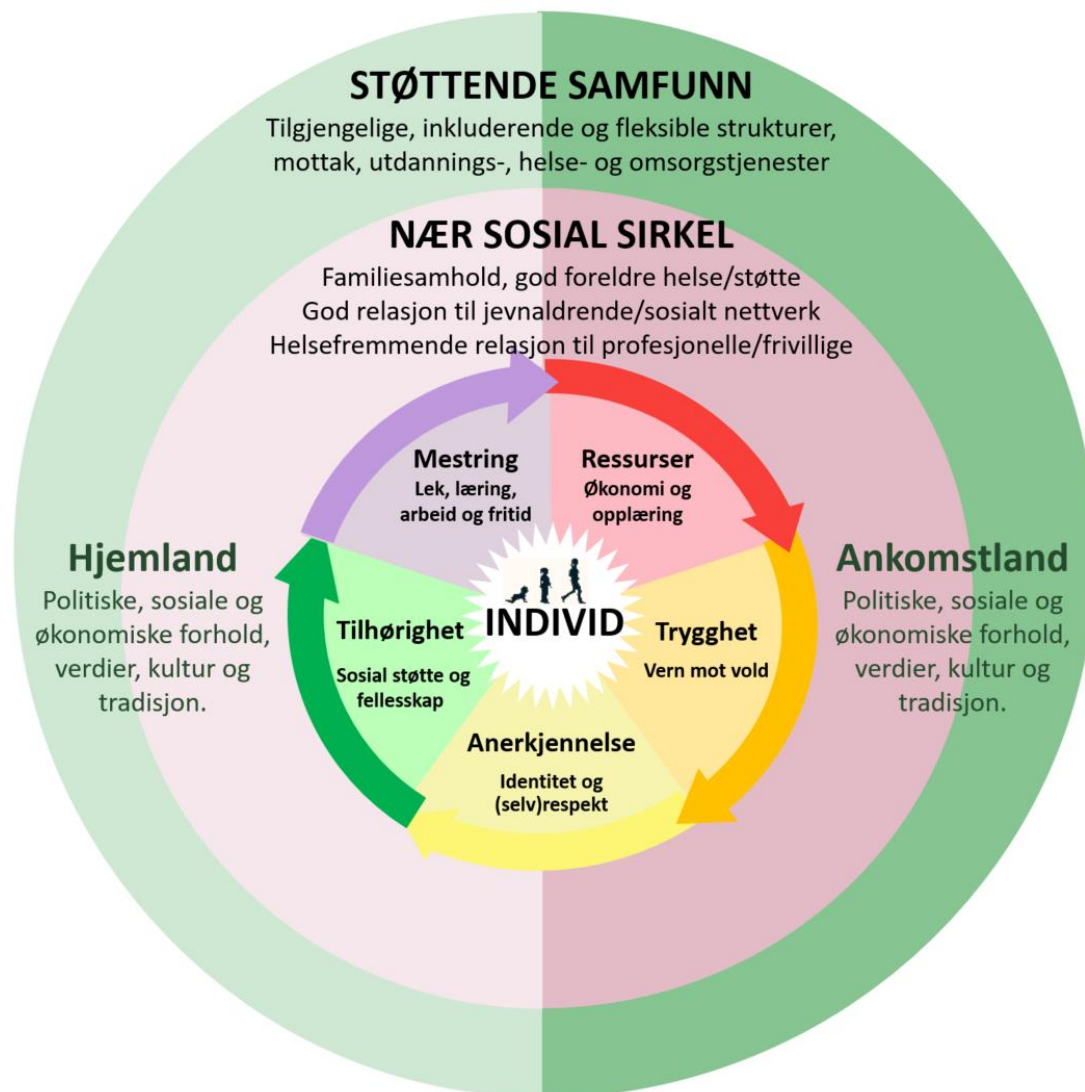 STØTTENDE SAMFUNN
Tilgjengelige, inkluderende og fleksible strukturer,
mottak, utdannings-, helse- og omsorgstjenester
NÆR SOSIAL SIRKEL
Familiesamhold, god foreldre helse/støtte
God relasjon til jevnaldrende/sosialt nettverk
Helsefremmende relasjon til profesjonelle/frivillige
Mestring
Lek, læring,
arbeid og fritid
Ressurser
Økonomi og
opplæring
Hjemland
Politiske, sosiale og
økonomiske forhold,
verdier, kultur og
tradisjon.
Tilhørighet
Sosial støtte og
fellesskap
INDIVID
Trygghet
Vern mot vold
Ankomstland
Politiske, sosiale og
økonomiske forhold,
verdier, kultur og
tradisjon.
Anerkjennelse
Identitet og
(selv)respekt